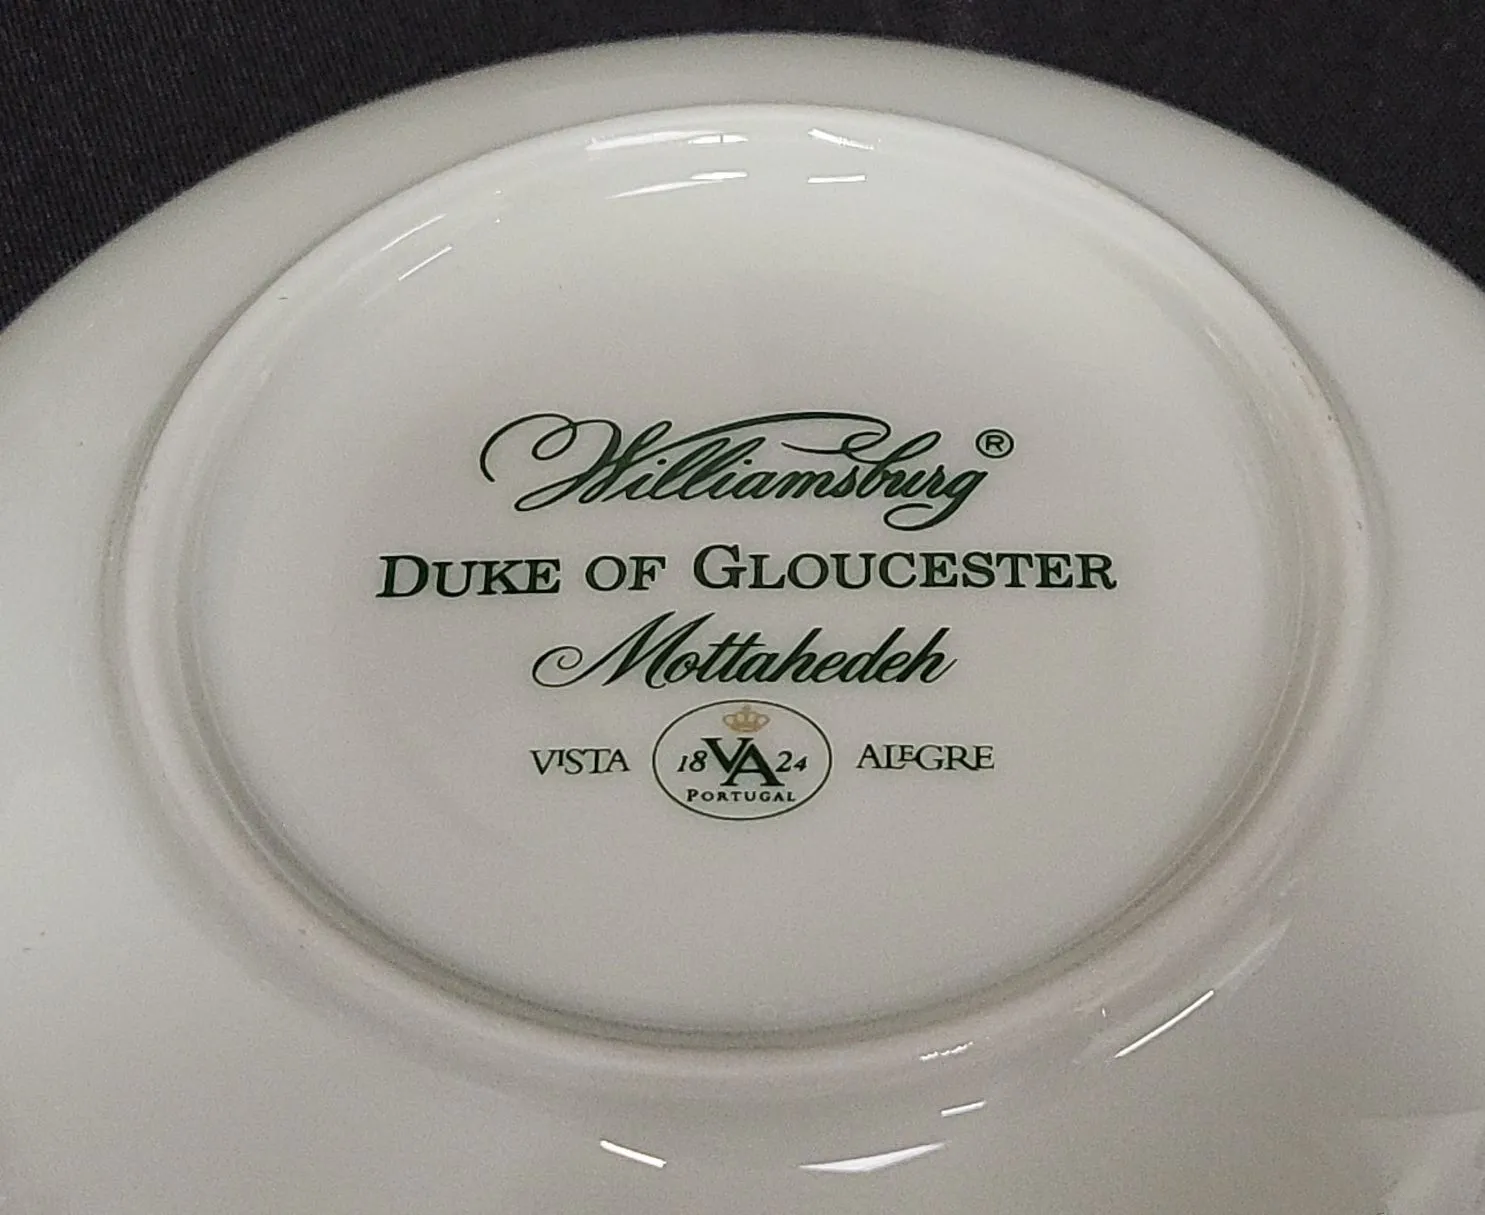 Williamsburg®
DUKE OF GLOUCESTER
Mottahedeh
VISTA 18 VA 24 ALEGRE
PORTUGAL